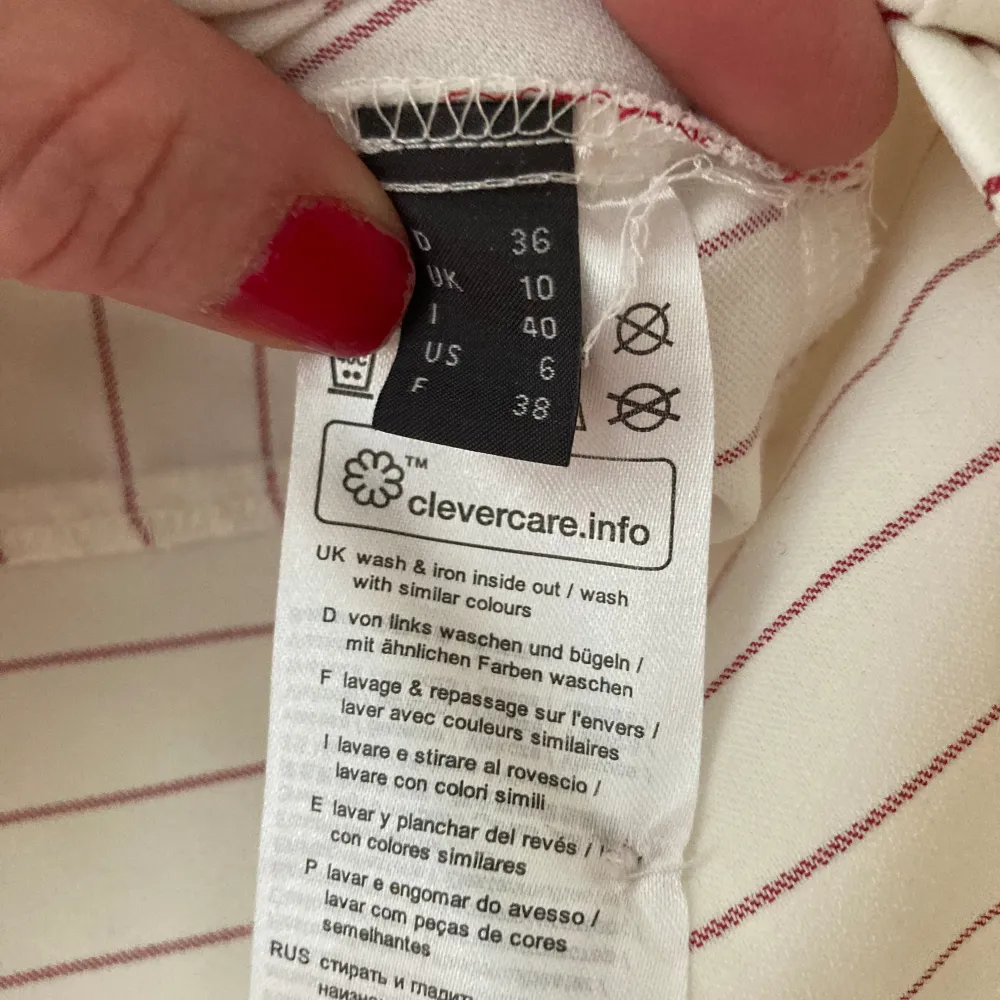 D 36
UK 10
I 40
US 6
F 38
™
clevercare.info
UK wash & iron inside out / wash
with similar colours
D von links waschen und bügeln /
mit ähnlichen Farben waschen
F lavage & repassage sur l'envers /
laver avec couleurs similaires
I lavare e stirare al rovescio /
lavare con colori simili
E lavar y planchar del revés /
con colores similares
P lavar e engomar do avesso /
lavar com peças de cores
semelhantes
RUS стирать и